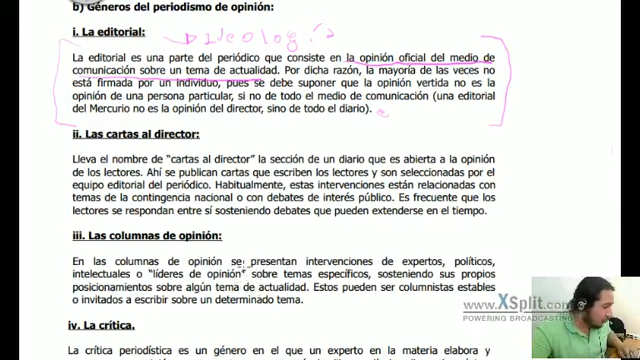 b) Géneros del periodismo de opinión:
i. La editorial:
Ideología
La editorial es una parte del periódico que consiste en la opinión oficial del medio de
comunicación sobre un tema de actualidad. Por dicha razón, la mayoría de las veces no
está firmada por un individuo, pues se debe suponer que la opinión vertida no es la
opinión de una persona particular, si no de todo el medio de comunicación (una editorial
del Mercurio no es la opinión del director, sino de todo el diario).
ii. Las cartas al director:
Lleva el nombre de "cartas al director" la sección de un diario que es abierta a la opinión
de los lectores. Ahí se publican cartas que escriben los lectores y son seleccionadas por el
equipo editorial del periódico. Habitualmente, estas intervenciones están relacionadas con
temas de la contingencia nacional o con debates de interés público. Es frecuente que los
lectores se respondan entre sí sosteniendo debates que pueden extenderse en el tiempo.
iii. Las columnas de opinión:
En las columnas de opinión se presentan intervenciones de expertos, políticos,
intelectuales o "líderes de opinión" sobre temas específicos, sosteniendo sus propios
posicionamientos sobre algún tema de actualidad. Estos pueden ser columnistas estables
o invitados a escribir sobre un determinado tema.
www.XSplit.com
POWERING BROADCASTING
iv. La crítica.
La crítica periodística es un género en el que un experto en la materia elabora y